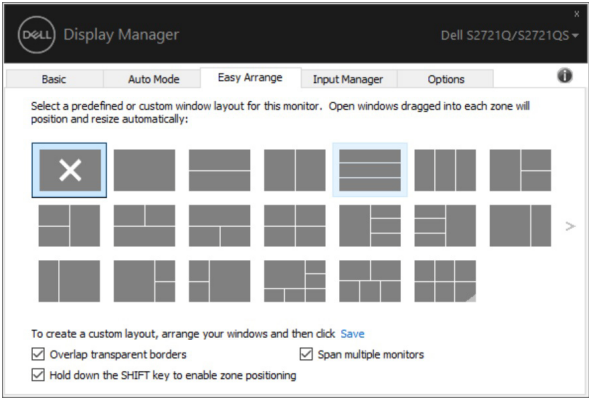 x
DELL Display Manager Dell S2721Q/S2721QS
Basic Auto Mode Easy Arrange Input Manager Options
Select a predefined or custom window layout for this monitor. Open windows dragged into each zone will
position and resize automatically:
To create a custom layout, arrange your windows and then click Save
Overlap transparent borders Span multiple monitors
Hold down the SHIFT key to enable zone positioning